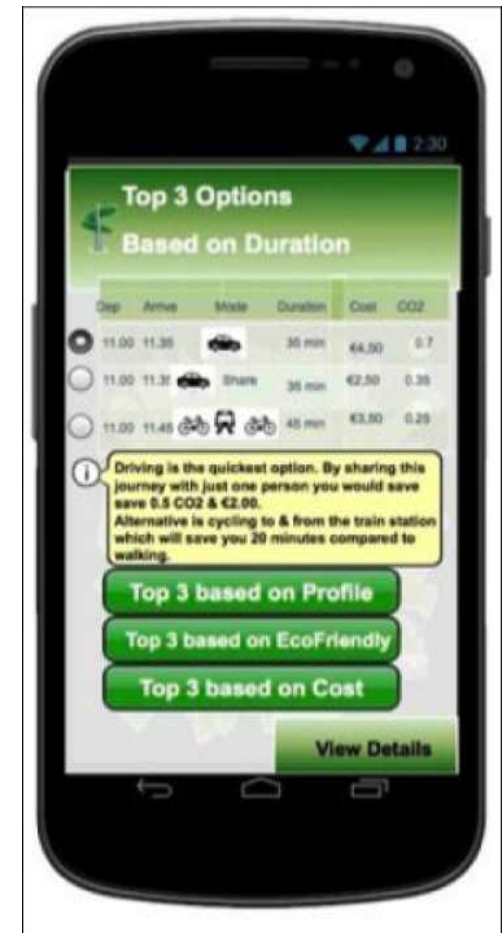 2:30
Top 3 Options
Based on Duration
Dep Arrive Mode Duration Cost CO2
11.00 11.35 35 min €4,50 0.7
11.00 11.3 Share 35 min €2,50 0.35
11.00 11.45 45 min €3,50 0.25
i
Driving is the quickest option. By sharing this
journey with just one person you would save
save 0.5 CO2 & €2.00.
Alternative is cycling to & from the train station
which will save you 20 minutes compared to
walking.
Top 3 based on Profile
Top 3 based on EcoFriendly
Top 3 based on Cost
View Details